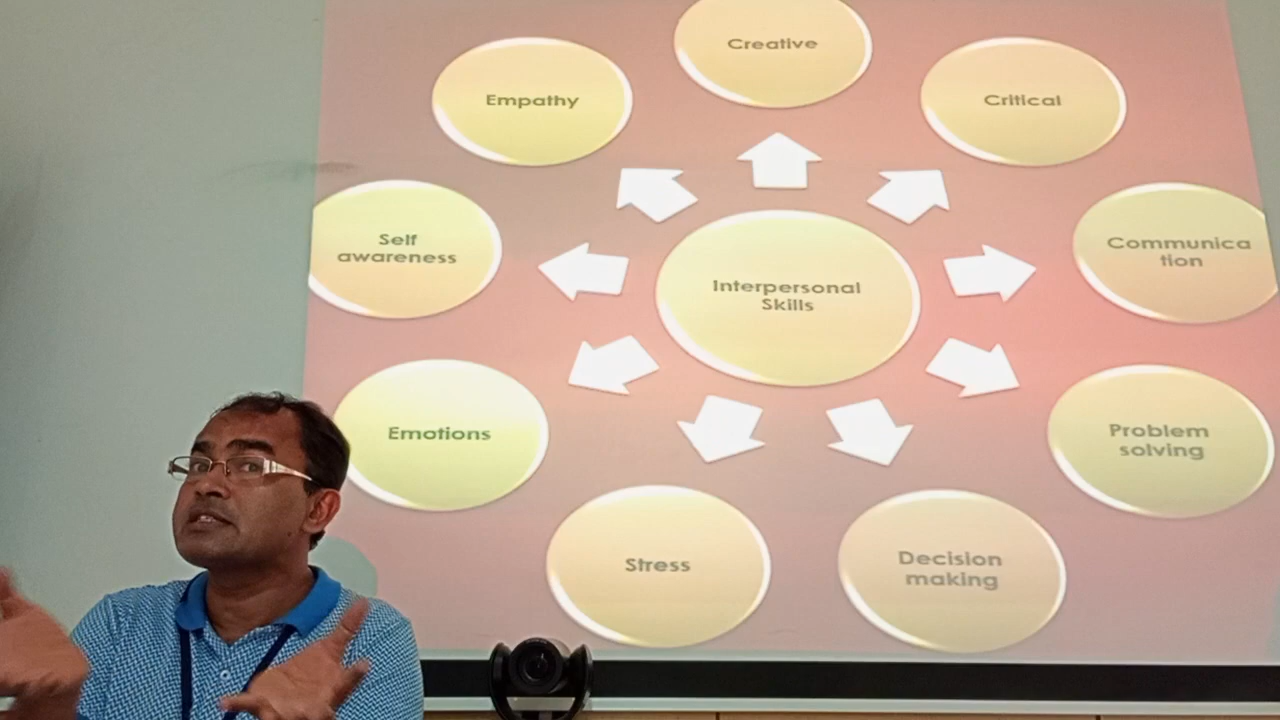 Creative
Empathy
Critical
Self
awareness
Communica
tion
Interpersonal
Skills
Emotions
Problem
solving
Stress
Decision
making